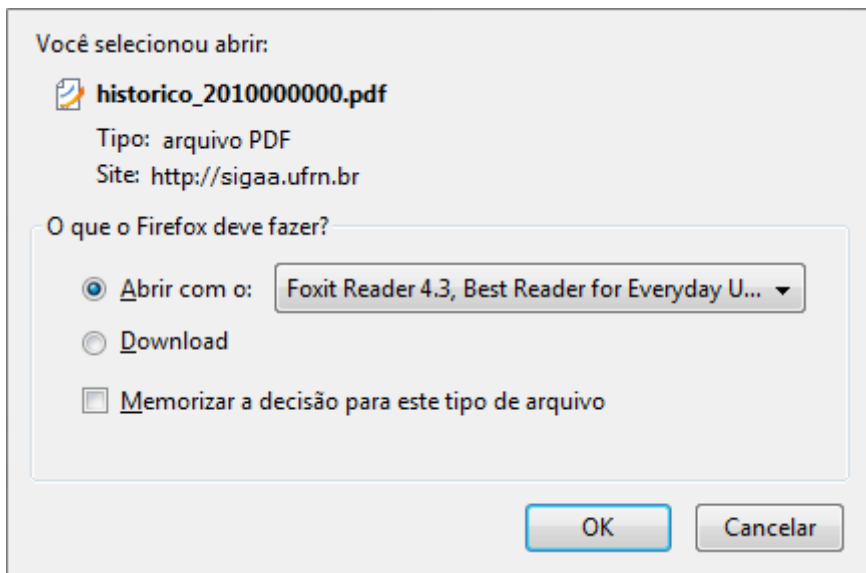 Você selecionou abrir:
historico_2010000000.pdf
Tipo: arquivo PDF
Site: http://sigaa.ufrn.br
O que o Firefox deve fazer?
Abrir com o: Foxit Reader 4.3, Best Reader for Everyday U...
Download
Memorizar a decisão para este tipo de arquivo
OK Cancelar